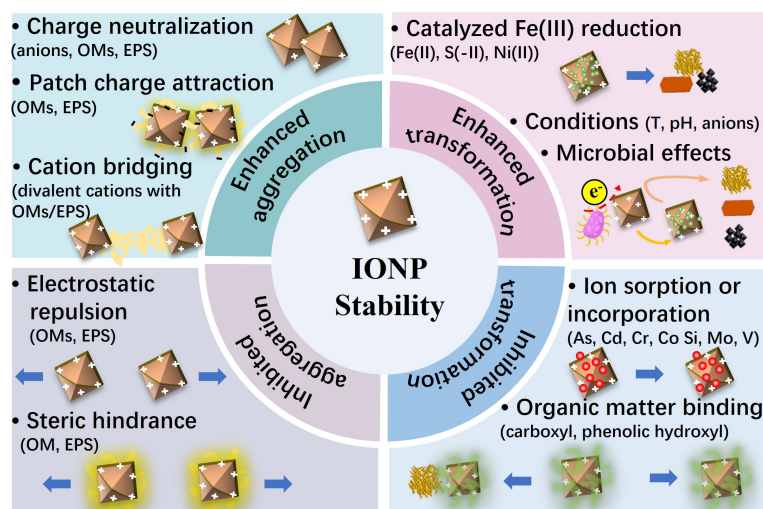 • Charge neutralization
(anions, OMs, EPS)
• Patch charge attraction
(OMs, EPS)
• Cation bridging
(divalent cations with
OMs/EPS)
Enhanced
aggregation
• Catalyzed Fe(III) reduction
(Fe(II), S(-II), Ni(II))
• Conditions (T, pH, anions)
• Microbial effects
e-
Enhanced
transformation
IONP
Stability
• Electrostatic
repulsion
(OMs, EPS)
• Steric hindrance
(OM, EPS)
Inhibited
aggregation
• Ion sorption or
incorporation
(As, Cd, Cr, Co Si, Mo, V)
• Organic matter binding
(carboxyl, phenolic hydroxyl)
Inhibited
transformation